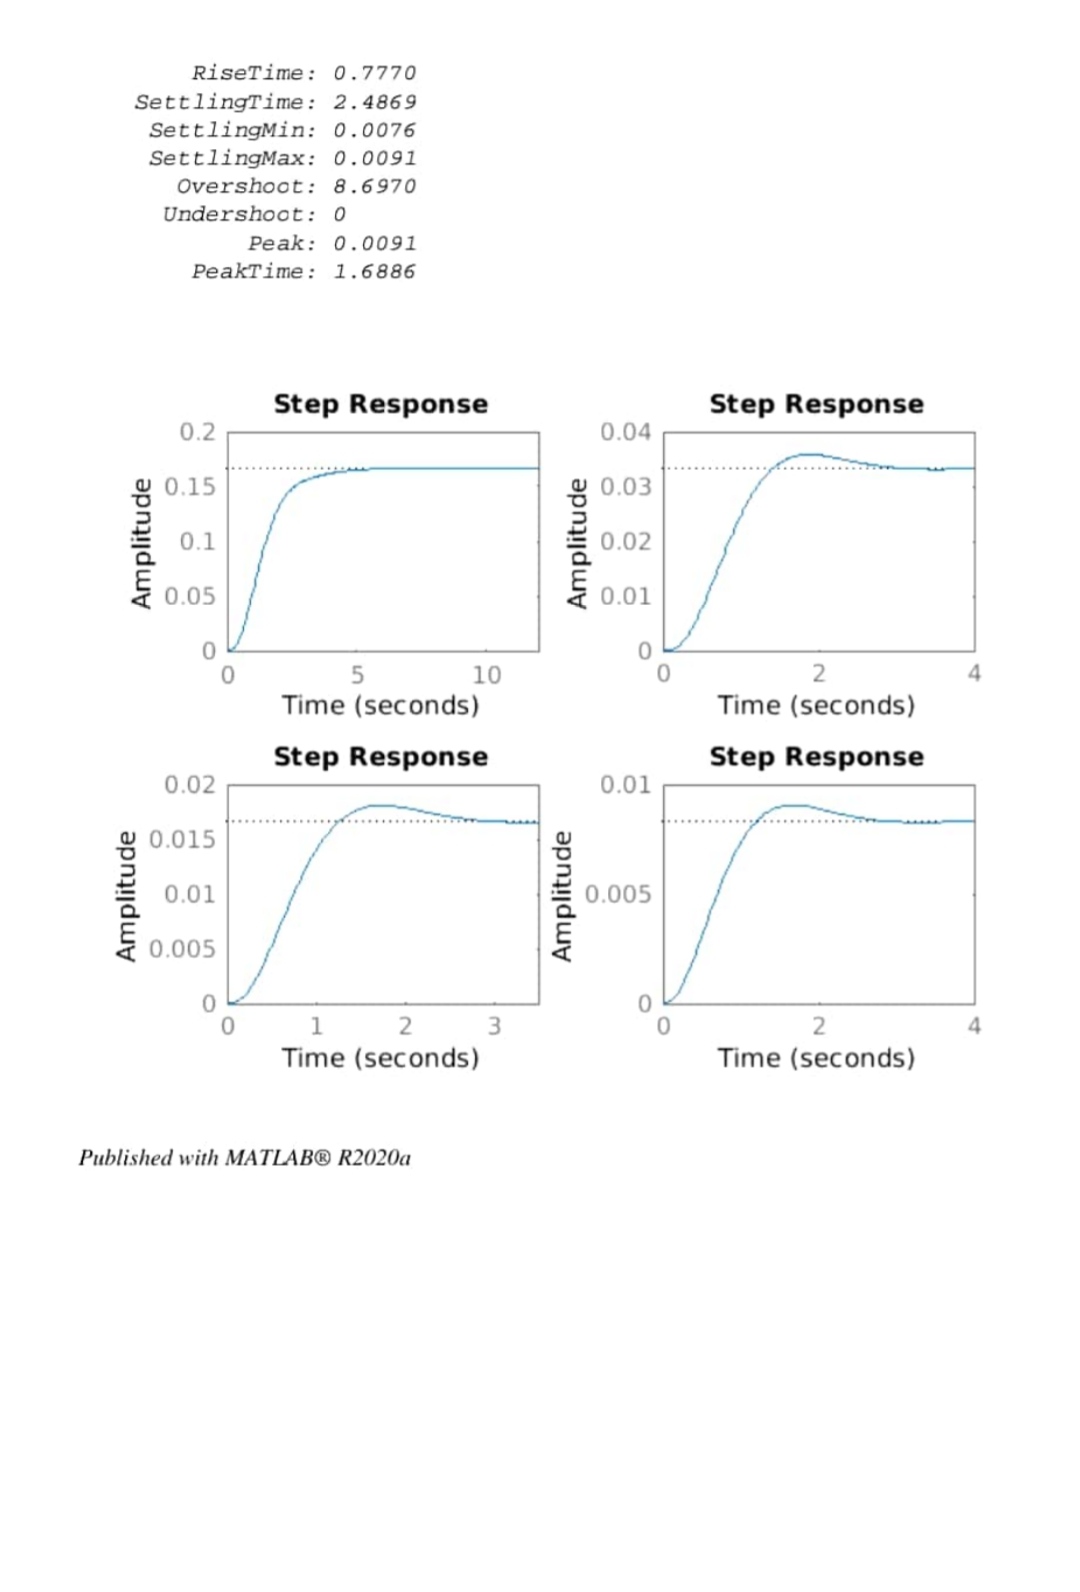 RiseTime: 0.7770
SettlingTime: 2.4869
SettlingMin: 0.0076
SettlingMax: 0.0091
Overshoot: 8.6970
Undershoot: 0
Peak: 0.0091
PeakTime: 1.6886
Step Response
0.2
0.15
0.1
0.05
0
Amplitude
0 5 10
Time (seconds)
Step Response
0.04
0.03
0.02
0.01
0
Amplitude
0 2 4
Time (seconds)
Step Response
0.02
0.015
0.01
0.005
0
Amplitude
0 1 2 3
Time (seconds)
Step Response
0.01
0.005
0
Amplitude
0 2 4
Time (seconds)
Published with MATLAB® R2020a